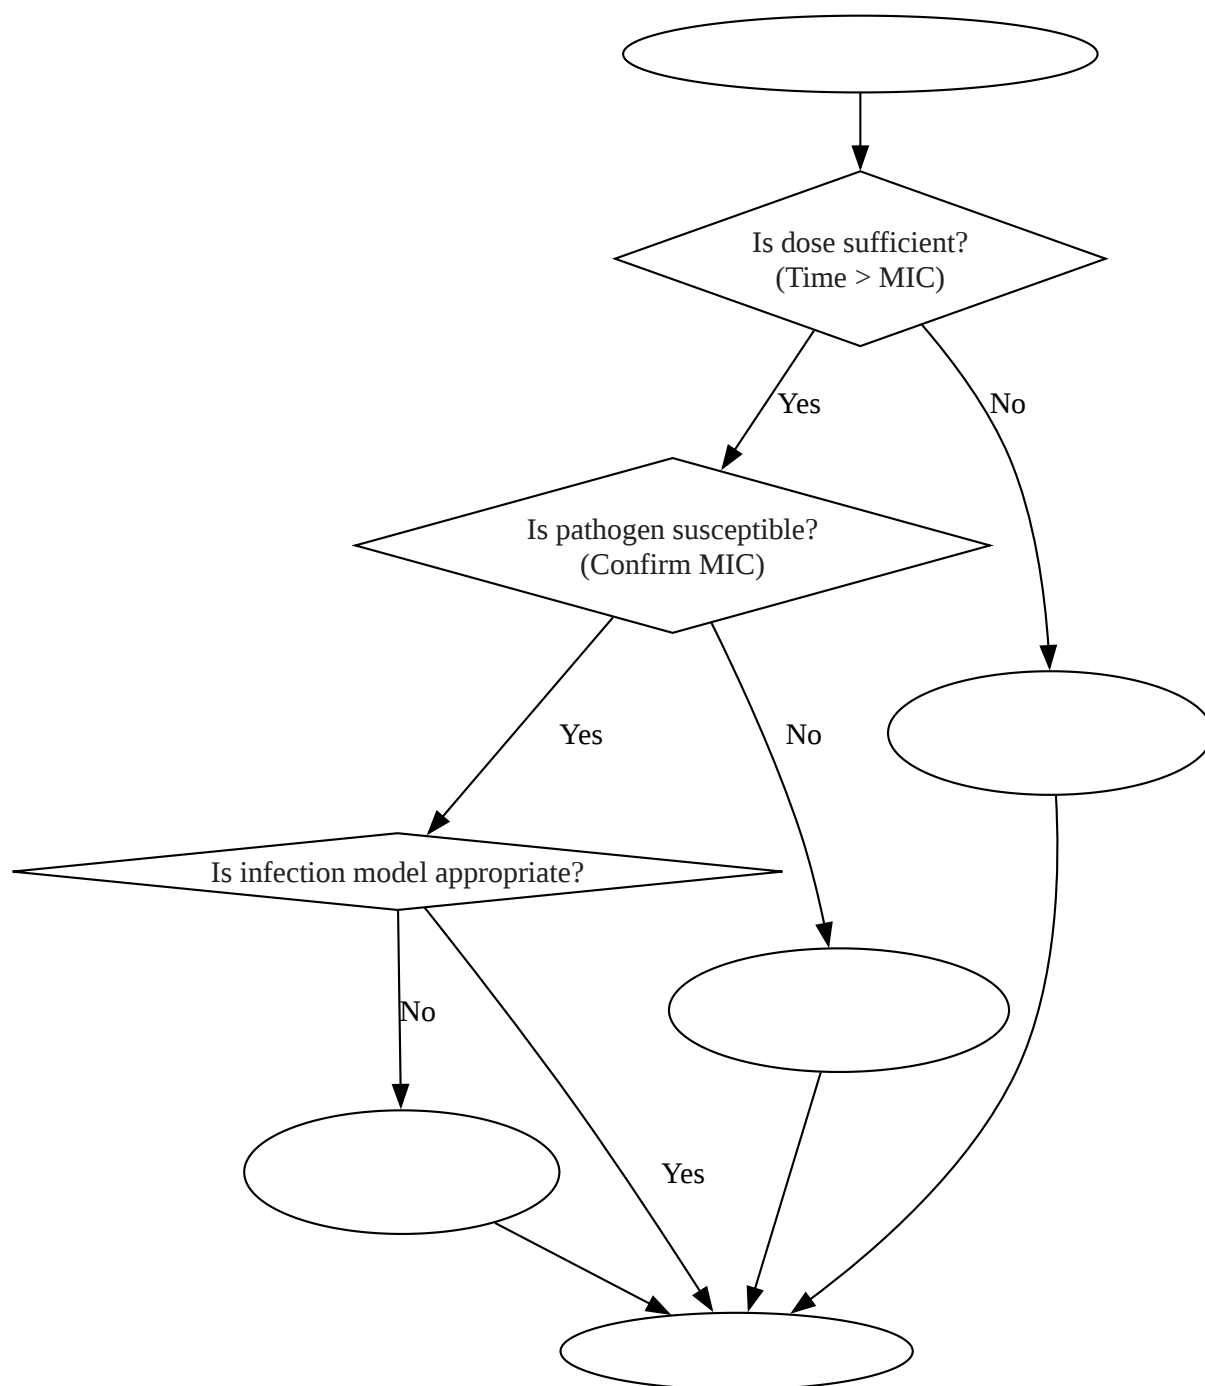 Is dose sufficient?
(Time > MIC)
Yes
No
Is pathogen susceptible?
(Confirm MIC)
Yes
No
Is infection model appropriate?
No
Yes